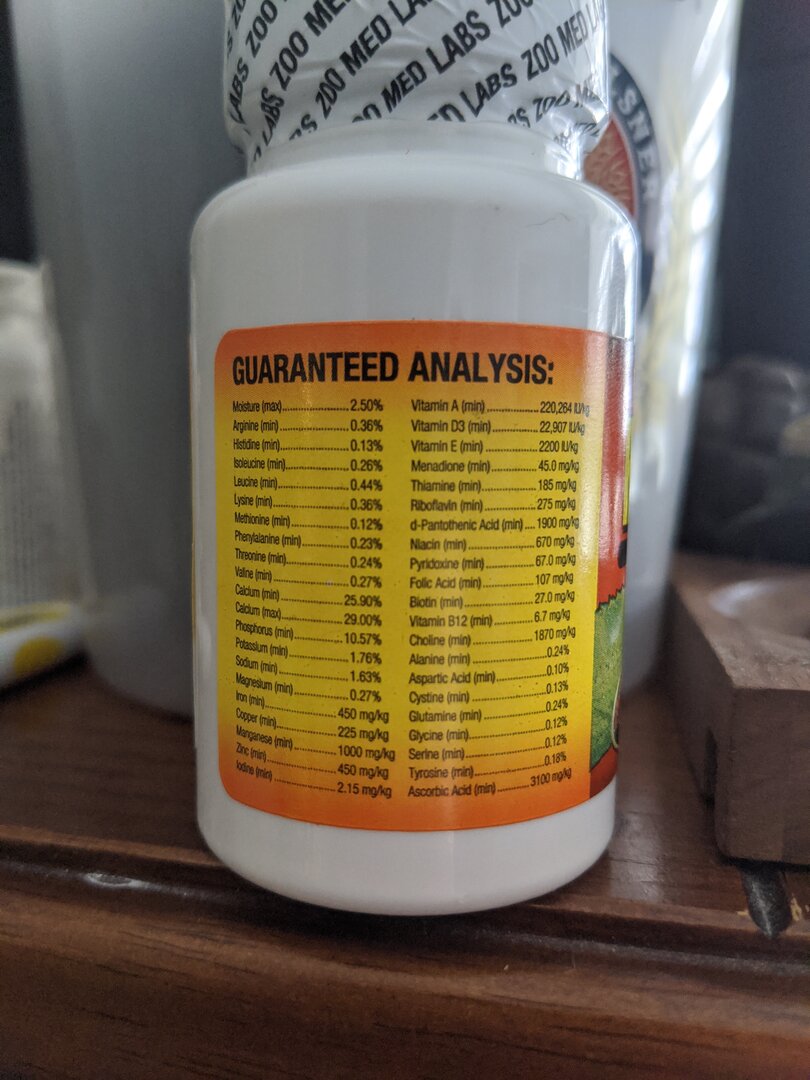 ZOO MED LABS ZOO MED LABS
GUARANTEED ANALYSIS:
Moisture (max) 2.50%
Arginine (min) 0.36%
Histidine (min) 0.13%
Isoleucine (min) 0.26%
Leucine (min) 0.44%
Lysine (min) 0.36%
Methionine (min) 0.12%
Phenylalanine (min) 0.23%
Threonine (min) 0.24%
Valine (min) 0.27%
Calcium (min) 25.90%
Calcium (max) 29.00%
Phosphorus (min) 10.57%
Potassium (min) 1.76%
Sodium (min) 1.63%
Magnesium (min) 0.27%
Iron (min) 450 mg/kg
Copper (min) 225 mg/kg
Manganese (min) 1000 mg/kg
Zinc (min) 450 mg/kg
Iodine (min) 2.15 mg/kg
Vitamin A (min) 220,264 IU/kg
Vitamin D3 (min) 22,907 IU/kg
Vitamin E (min) 2200 IU/kg
Menadione (min) 45.0 mg/kg
Thiamine (min) 185 mg/kg
Riboflavin (min) 275 mg/kg
d-Pantothenic Acid (min) 1900 mg/kg
Niacin (min) 670 mg/kg
Pyridoxine (min) 67.0 mg/kg
Folic Acid (min) 107 mg/kg
Biotin (min) 27.0 mg/kg
Vitamin B12 (min) 6.7 mg/kg
Choline (min) 1870 mg/kg
Alanine (min) 0.24%
Aspartic Acid (min) 0.10%
Cystine (min) 0.13%
Glutamine (min) 0.24%
Glycine (min) 0.12%
Serine (min) 0.12%
Tyrosine (min) 0.18%
Ascorbic Acid (min) 3100 mg/kg